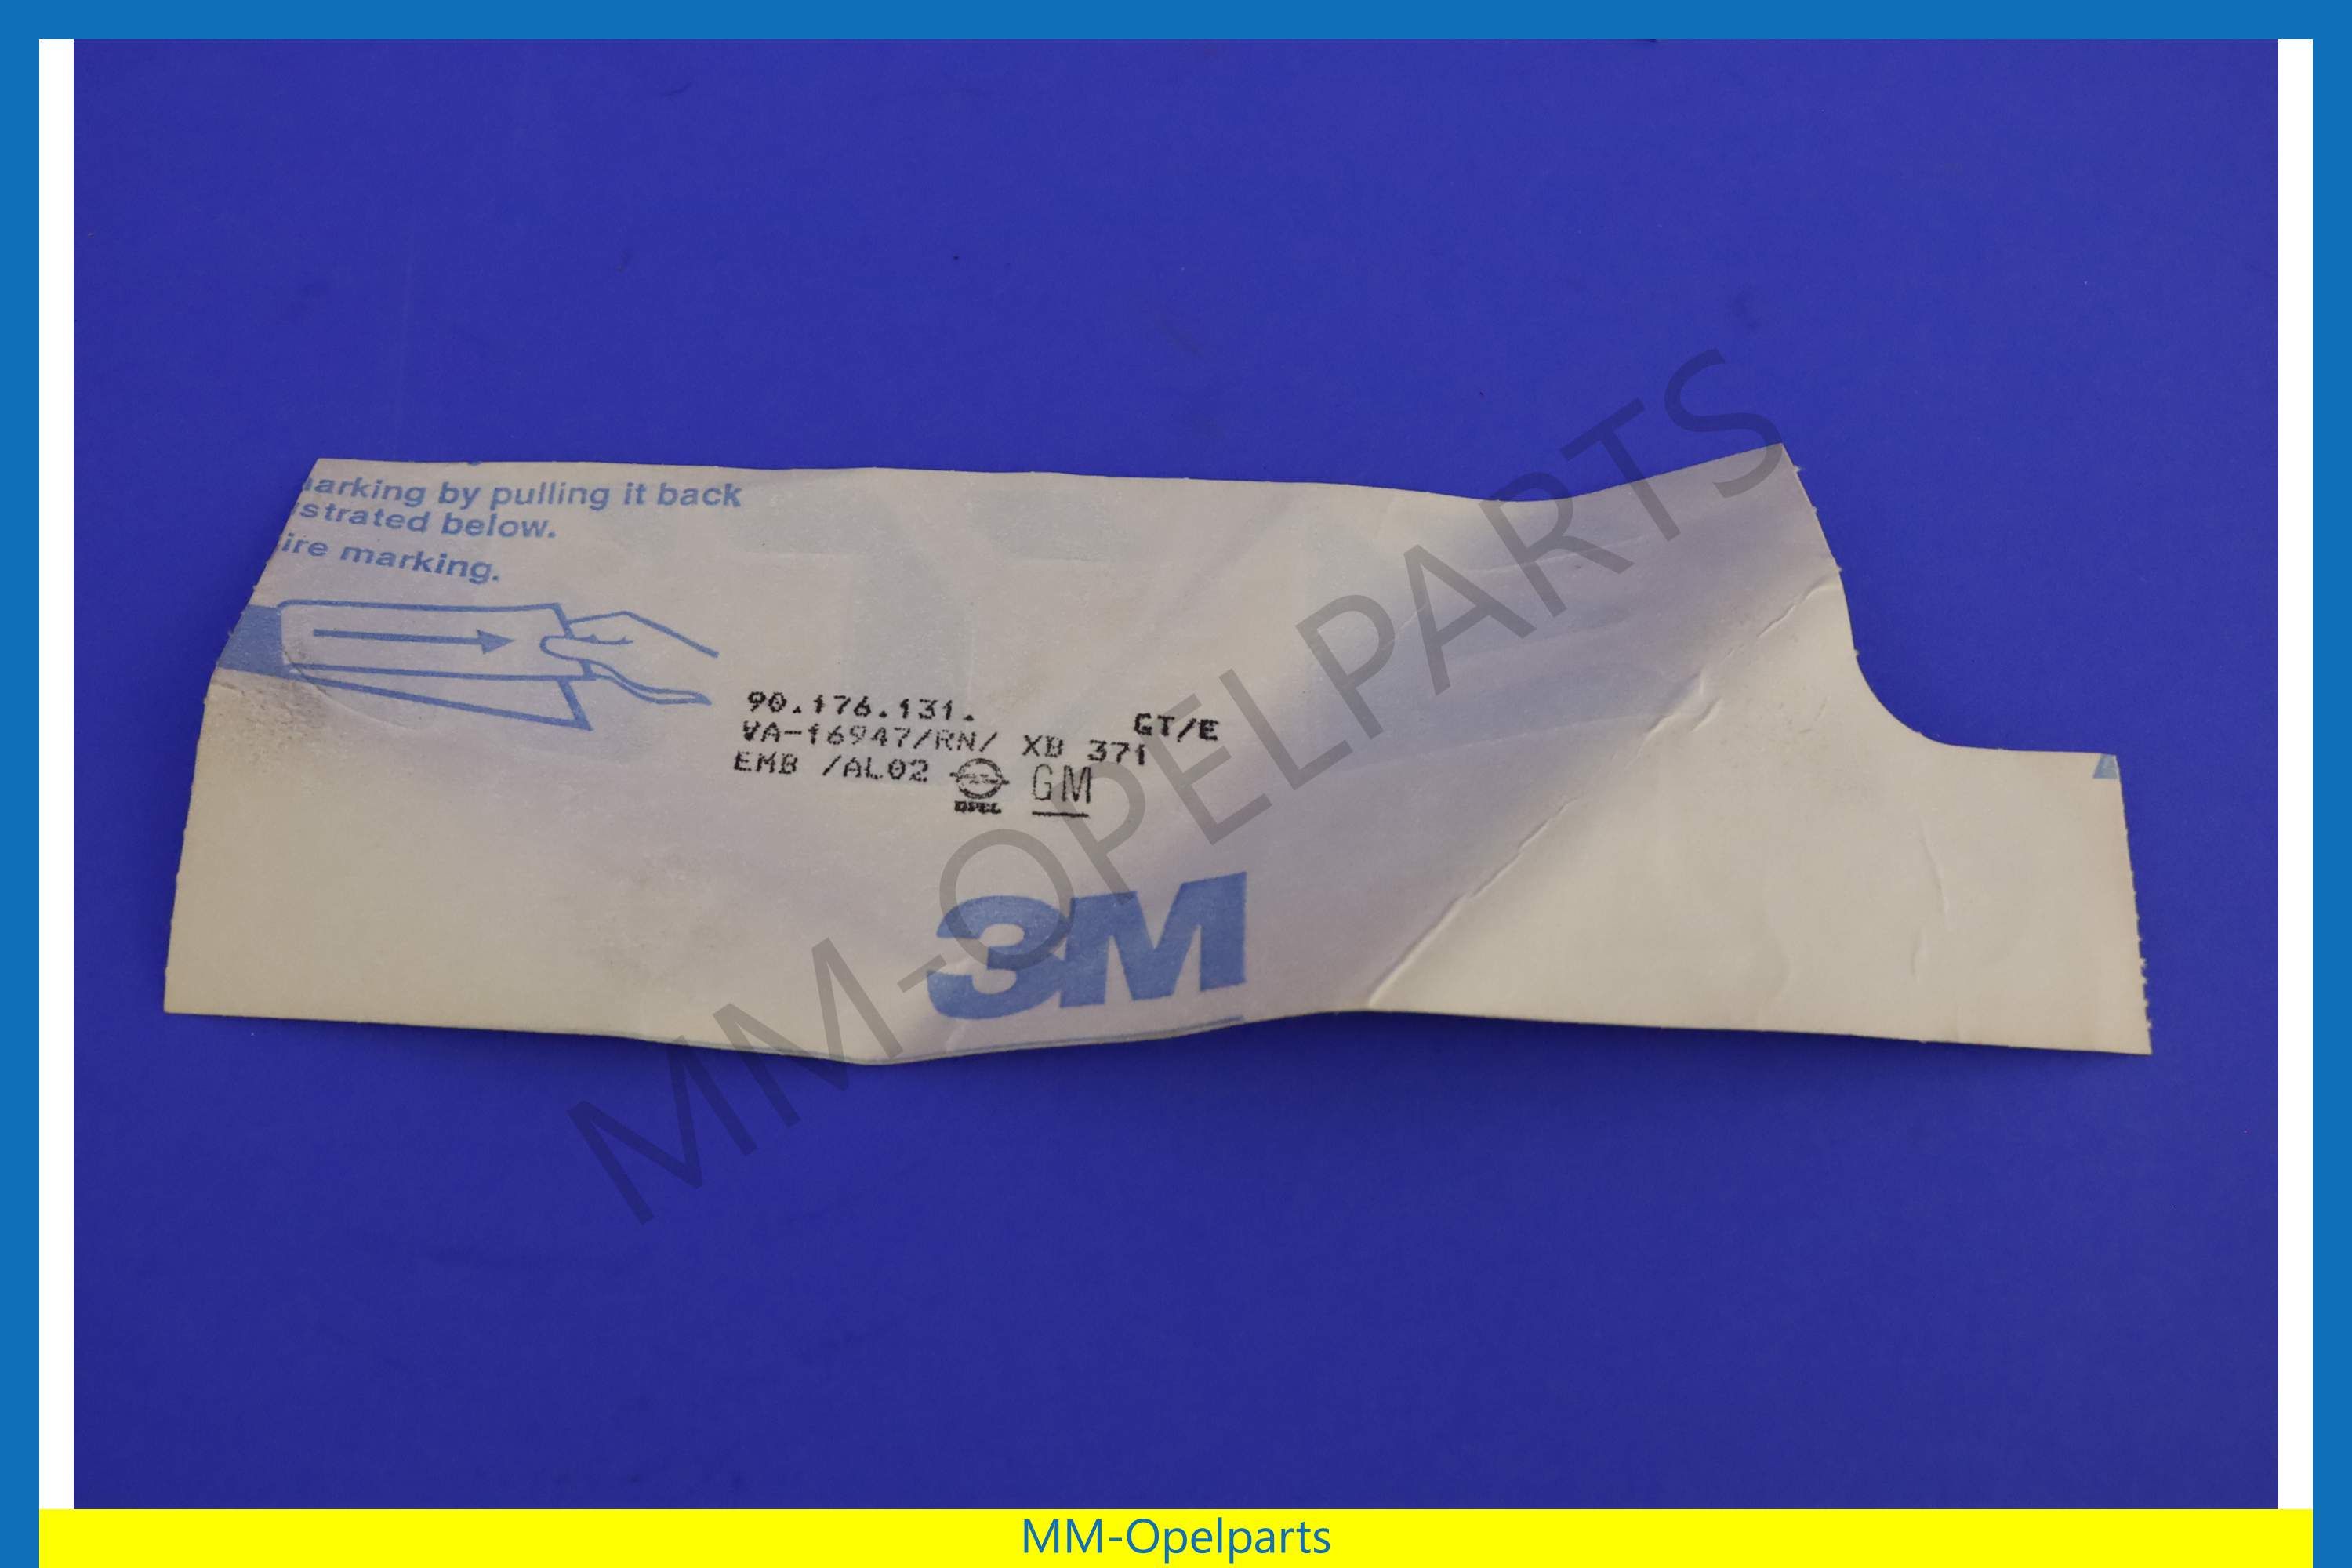 arking by pulling it back
strated below.
ire marking.
90.176.131.
GT/E
VA-16947/RN/ XB 371
EMB /AL02
OPEL
GM
3M
MM-OPELPARTS
MM-Opelparts